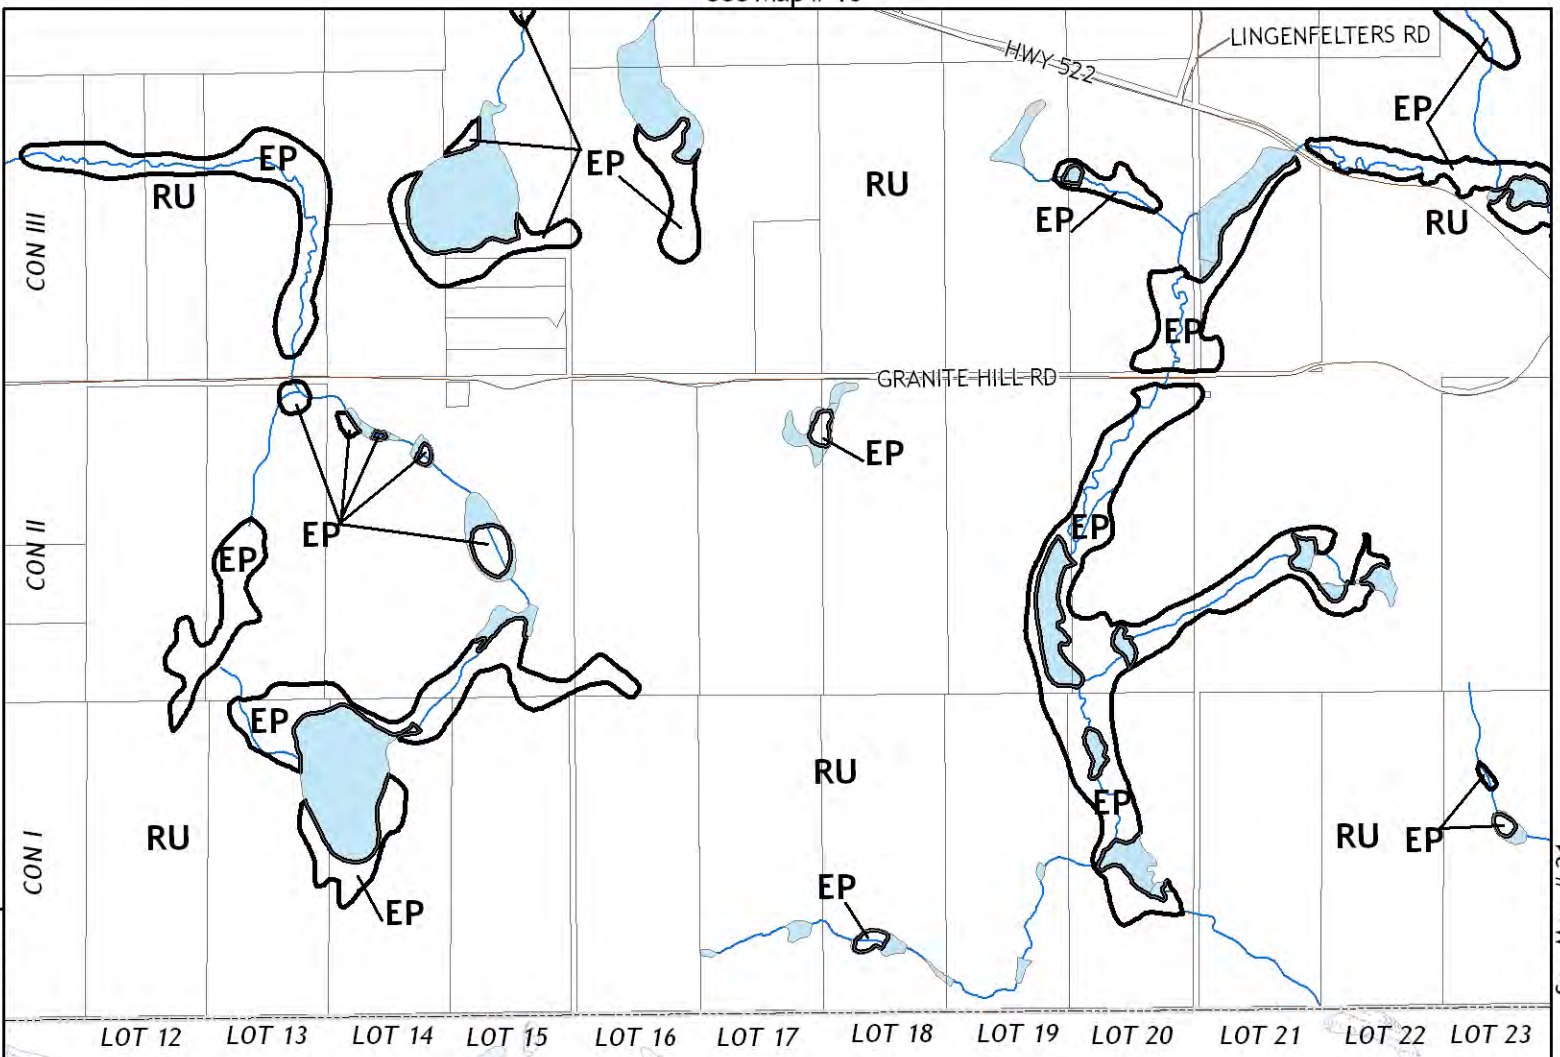 LINGENFELTERS RD
HWY 522
EP
EP
EP
RU
RU
EP
RU
CON III
EP
GRANITE HILL RD
EP
EP
EP
EP
CON II
EP
RU
EP
RU
EP
RU
EP
CON I
EP
EP
LOT 12
LOT 13
LOT 14
LOT 15
LOT 16
LOT 17
LOT 18
LOT 19
LOT 20
LOT 21
LOT 22
LOT 23